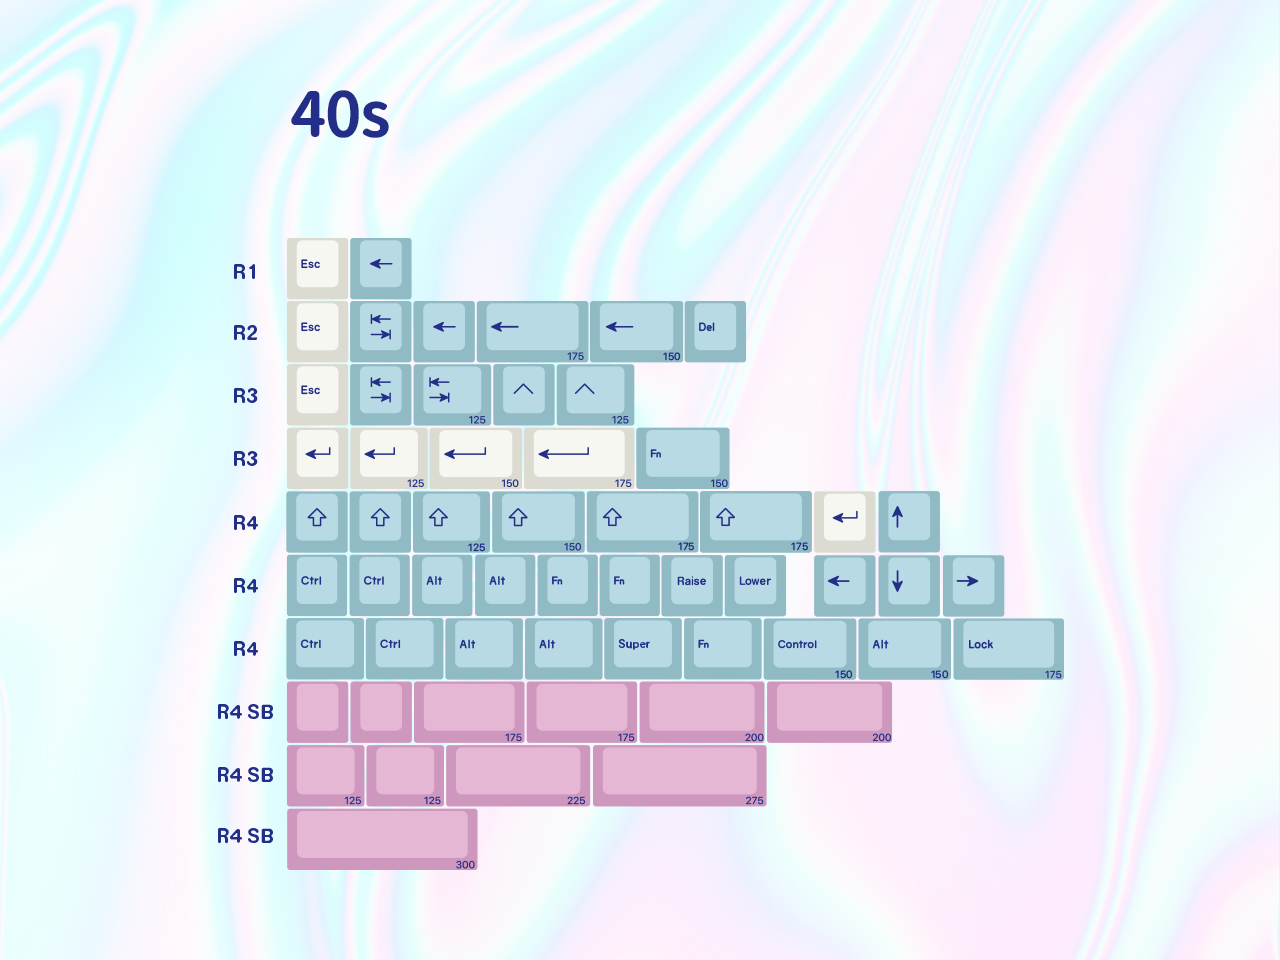 40s
R1 Esc ←
R2 Esc ⇤ ⇥ ← ← 175 ← 150 Del
R3 Esc ⇤ ⇥ ⇤ ⇥ 125 ^ ^ 125
R3 ↵ ↵ 125 ↵ 150 ↵ 175 Fn 150
R4 ⇧ ⇧ ⇧ 125 ⇧ 150 ⇧ 175 ⇧ 175 ↵ ↑
R4 Ctrl Ctrl Alt Alt Fn Fn Raise Lower ← ↓ →
R4 Ctrl Ctrl Alt Alt Super Fn Control 150 Alt 150 Lock 175
R4 SB 175 175 200 200
R4 SB 125 125 225 275
R4 SB 300